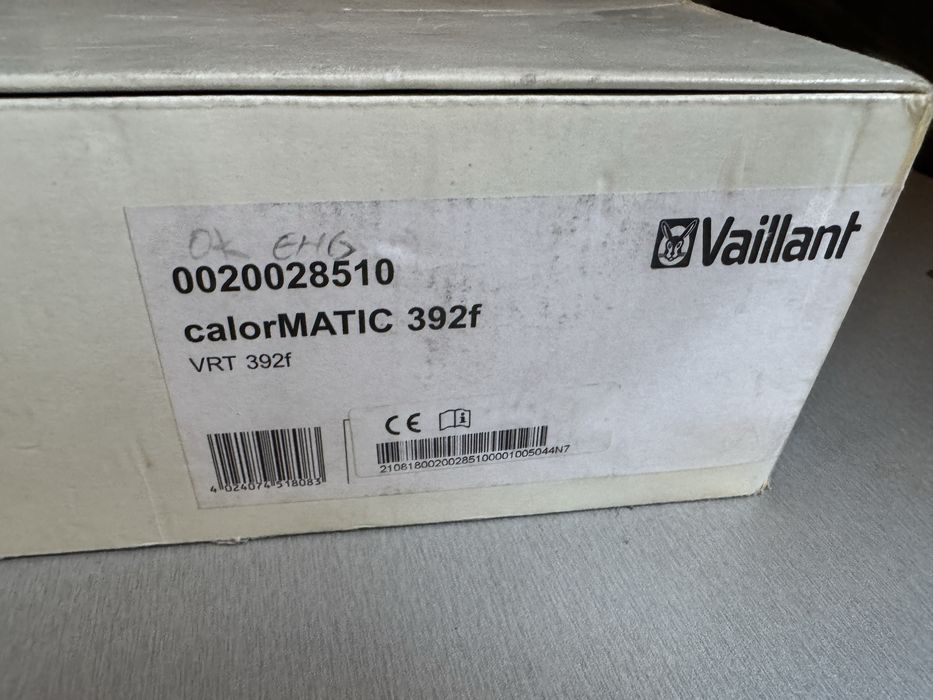 Ok EHG
Vaillant
0020028510
calorMATIC 392f
VRT 392f
CE
4 024074 518083
21081800200285100001005044N7